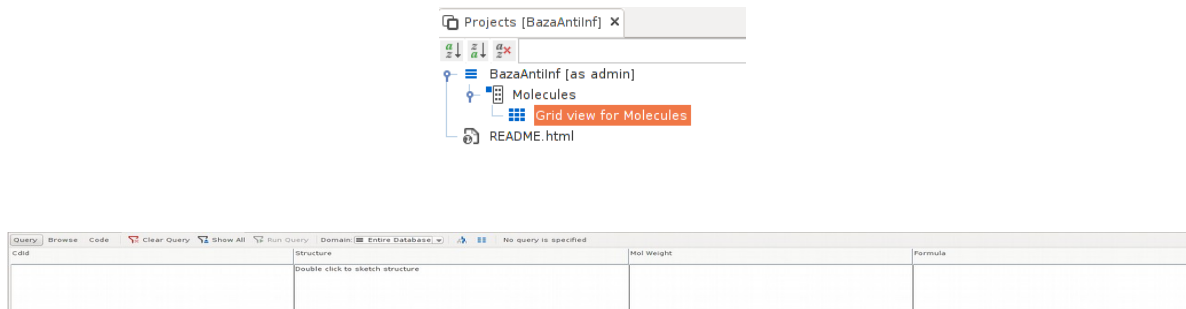 Projects [BazaAntiInf]
BazaAntiInf [as admin]
Molecules
Grid view for Molecules
README.html
Query Browse Code Clear Query Show All Run Query Domain: Entire Database No query is specified
CdId Structure Mol Weight Formula
Double click to sketch structure